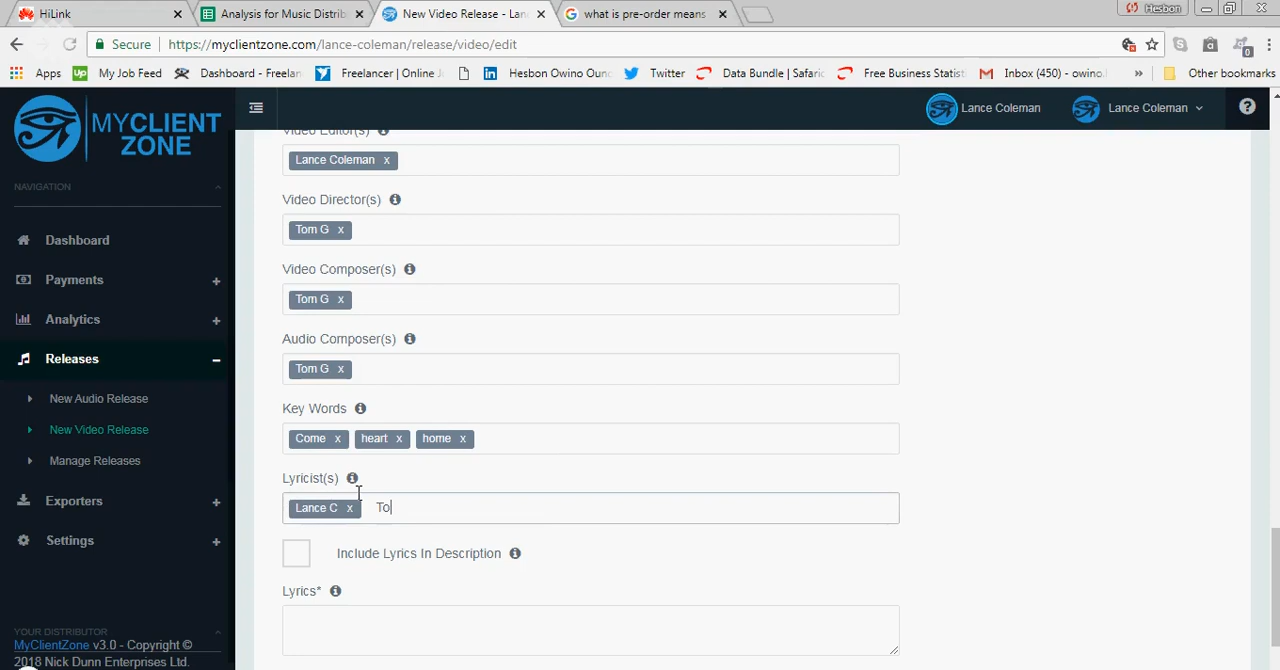 HiLink
Analysis for Music Distrib
New Video Release - Lan
what is pre-order means
Hesbon
Secure
https://myclientzone.com/lance-coleman/release/video/edit
Apps
My Job Feed
Dashboard - Freelan
Freelancer | Online Jo
Hesbon Owino Ound
Twitter
Data Bundle | Safaric
Free Business Statist
Inbox (450) - owino.h
»
Other bookmarks
MYCLIENT
ZONE
Lance Coleman
Lance Coleman
NAVIGATION
Dashboard
Payments
Analytics
Releases
New Audio Release
New Video Release
Manage Releases
Exporters
Settings
YOUR DISTRIBUTOR
MyClientZone v3.0 - Copyright ©
2018 Nick Dunn Enterprises Ltd.
Video Editor(s)
Lance Coleman x
Video Director(s)
Tom G x
Video Composer(s)
Tom G x
Audio Composer(s)
Tom G x
Key Words
Come x heart x home x
Lyricist(s)
Lance C x To
Include Lyrics In Description
Lyrics*